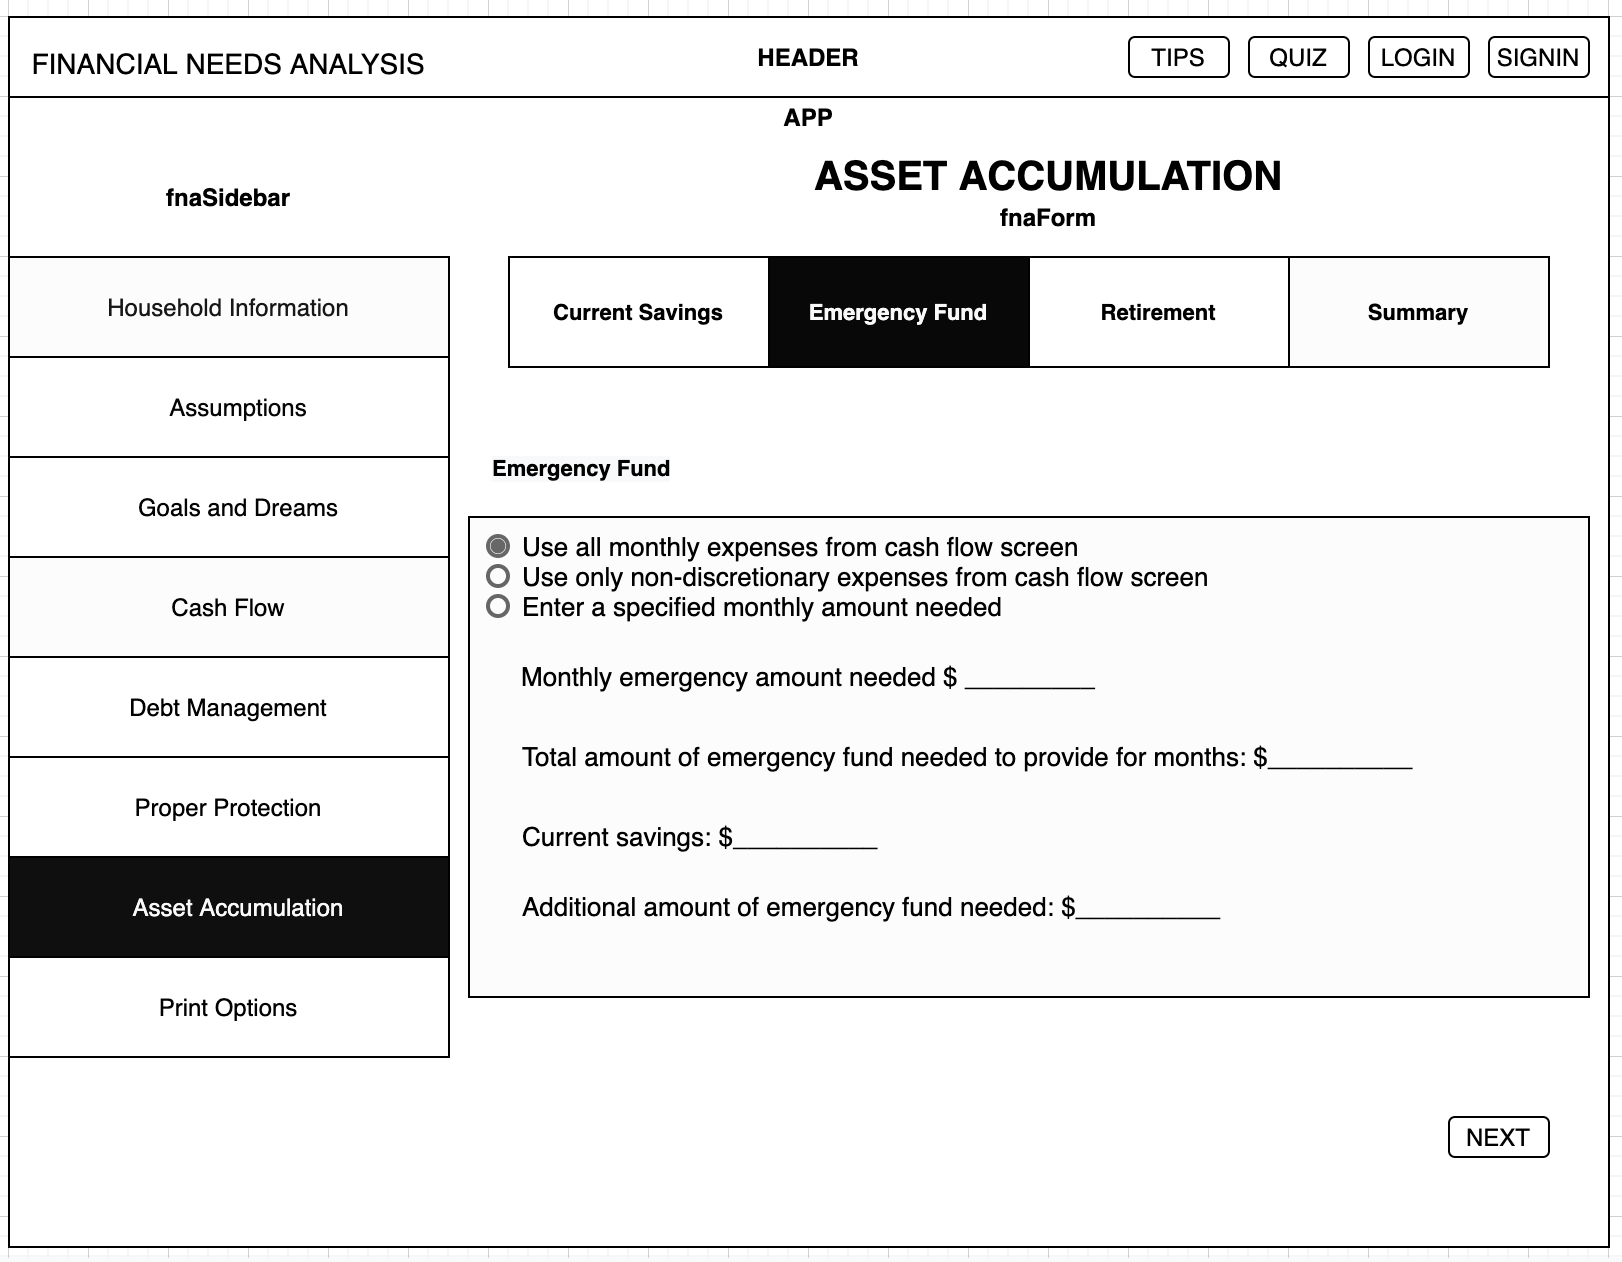 FINANCIAL NEEDS ANALYSIS
HEADER
TIPS
QUIZ
LOGIN
SIGNIN
APP
fnaSidebar
ASSET ACCUMULATION
fnaForm
Household Information
Assumptions
Goals and Dreams
Cash Flow
Debt Management
Proper Protection
Asset Accumulation
Print Options
Current Savings
Emergency Fund
Retirement
Summary
Emergency Fund
Use all monthly expenses from cash flow screen
Use only non-discretionary expenses from cash flow screen
Enter a specified monthly amount needed
Monthly emergency amount needed $ _________
Total amount of emergency fund needed to provide for months: $__________
Current savings: $__________
Additional amount of emergency fund needed: $__________
NEXT